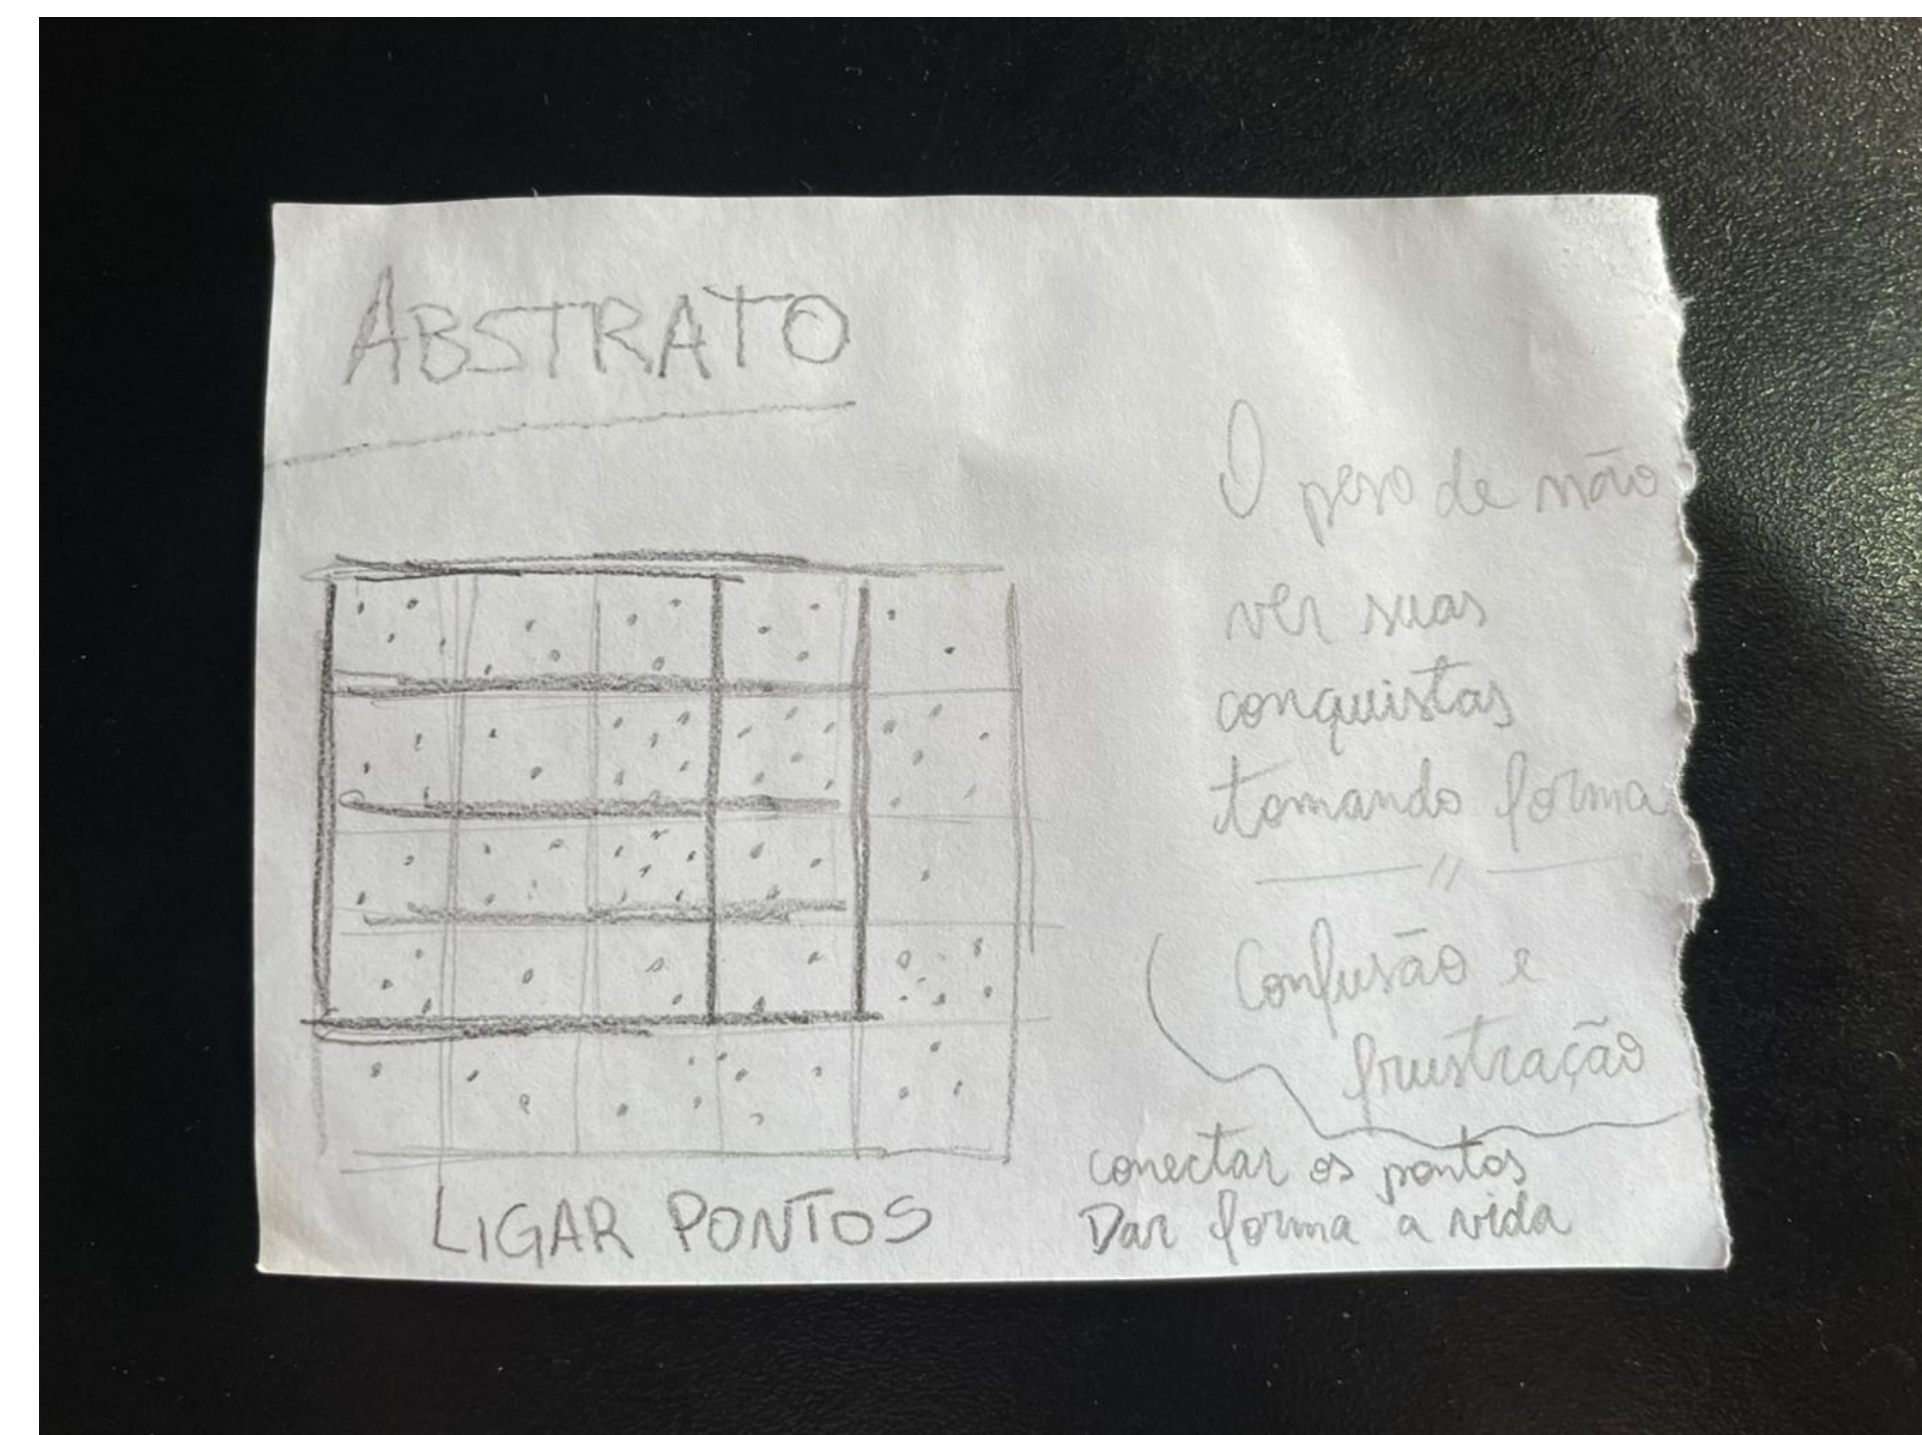 ABSTRATO
O peso de não
ver suas
conquistas
tomando forma
Confusão e
frustração
conectar os pontos
Dar forma a vida
LIGAR PONTOS